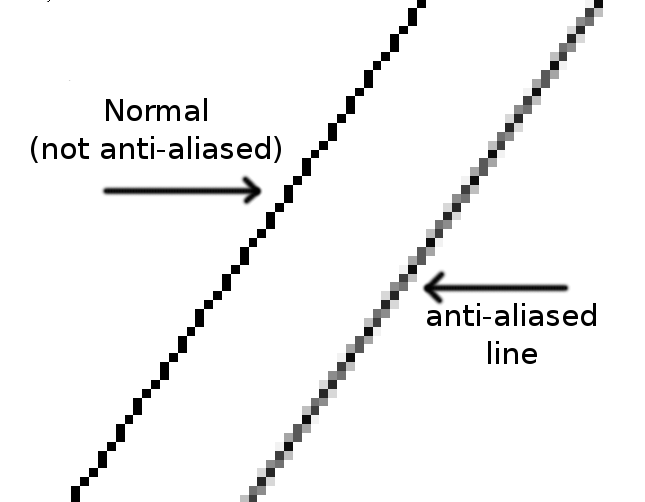 Normal
(not anti-aliased)
anti-aliased
line